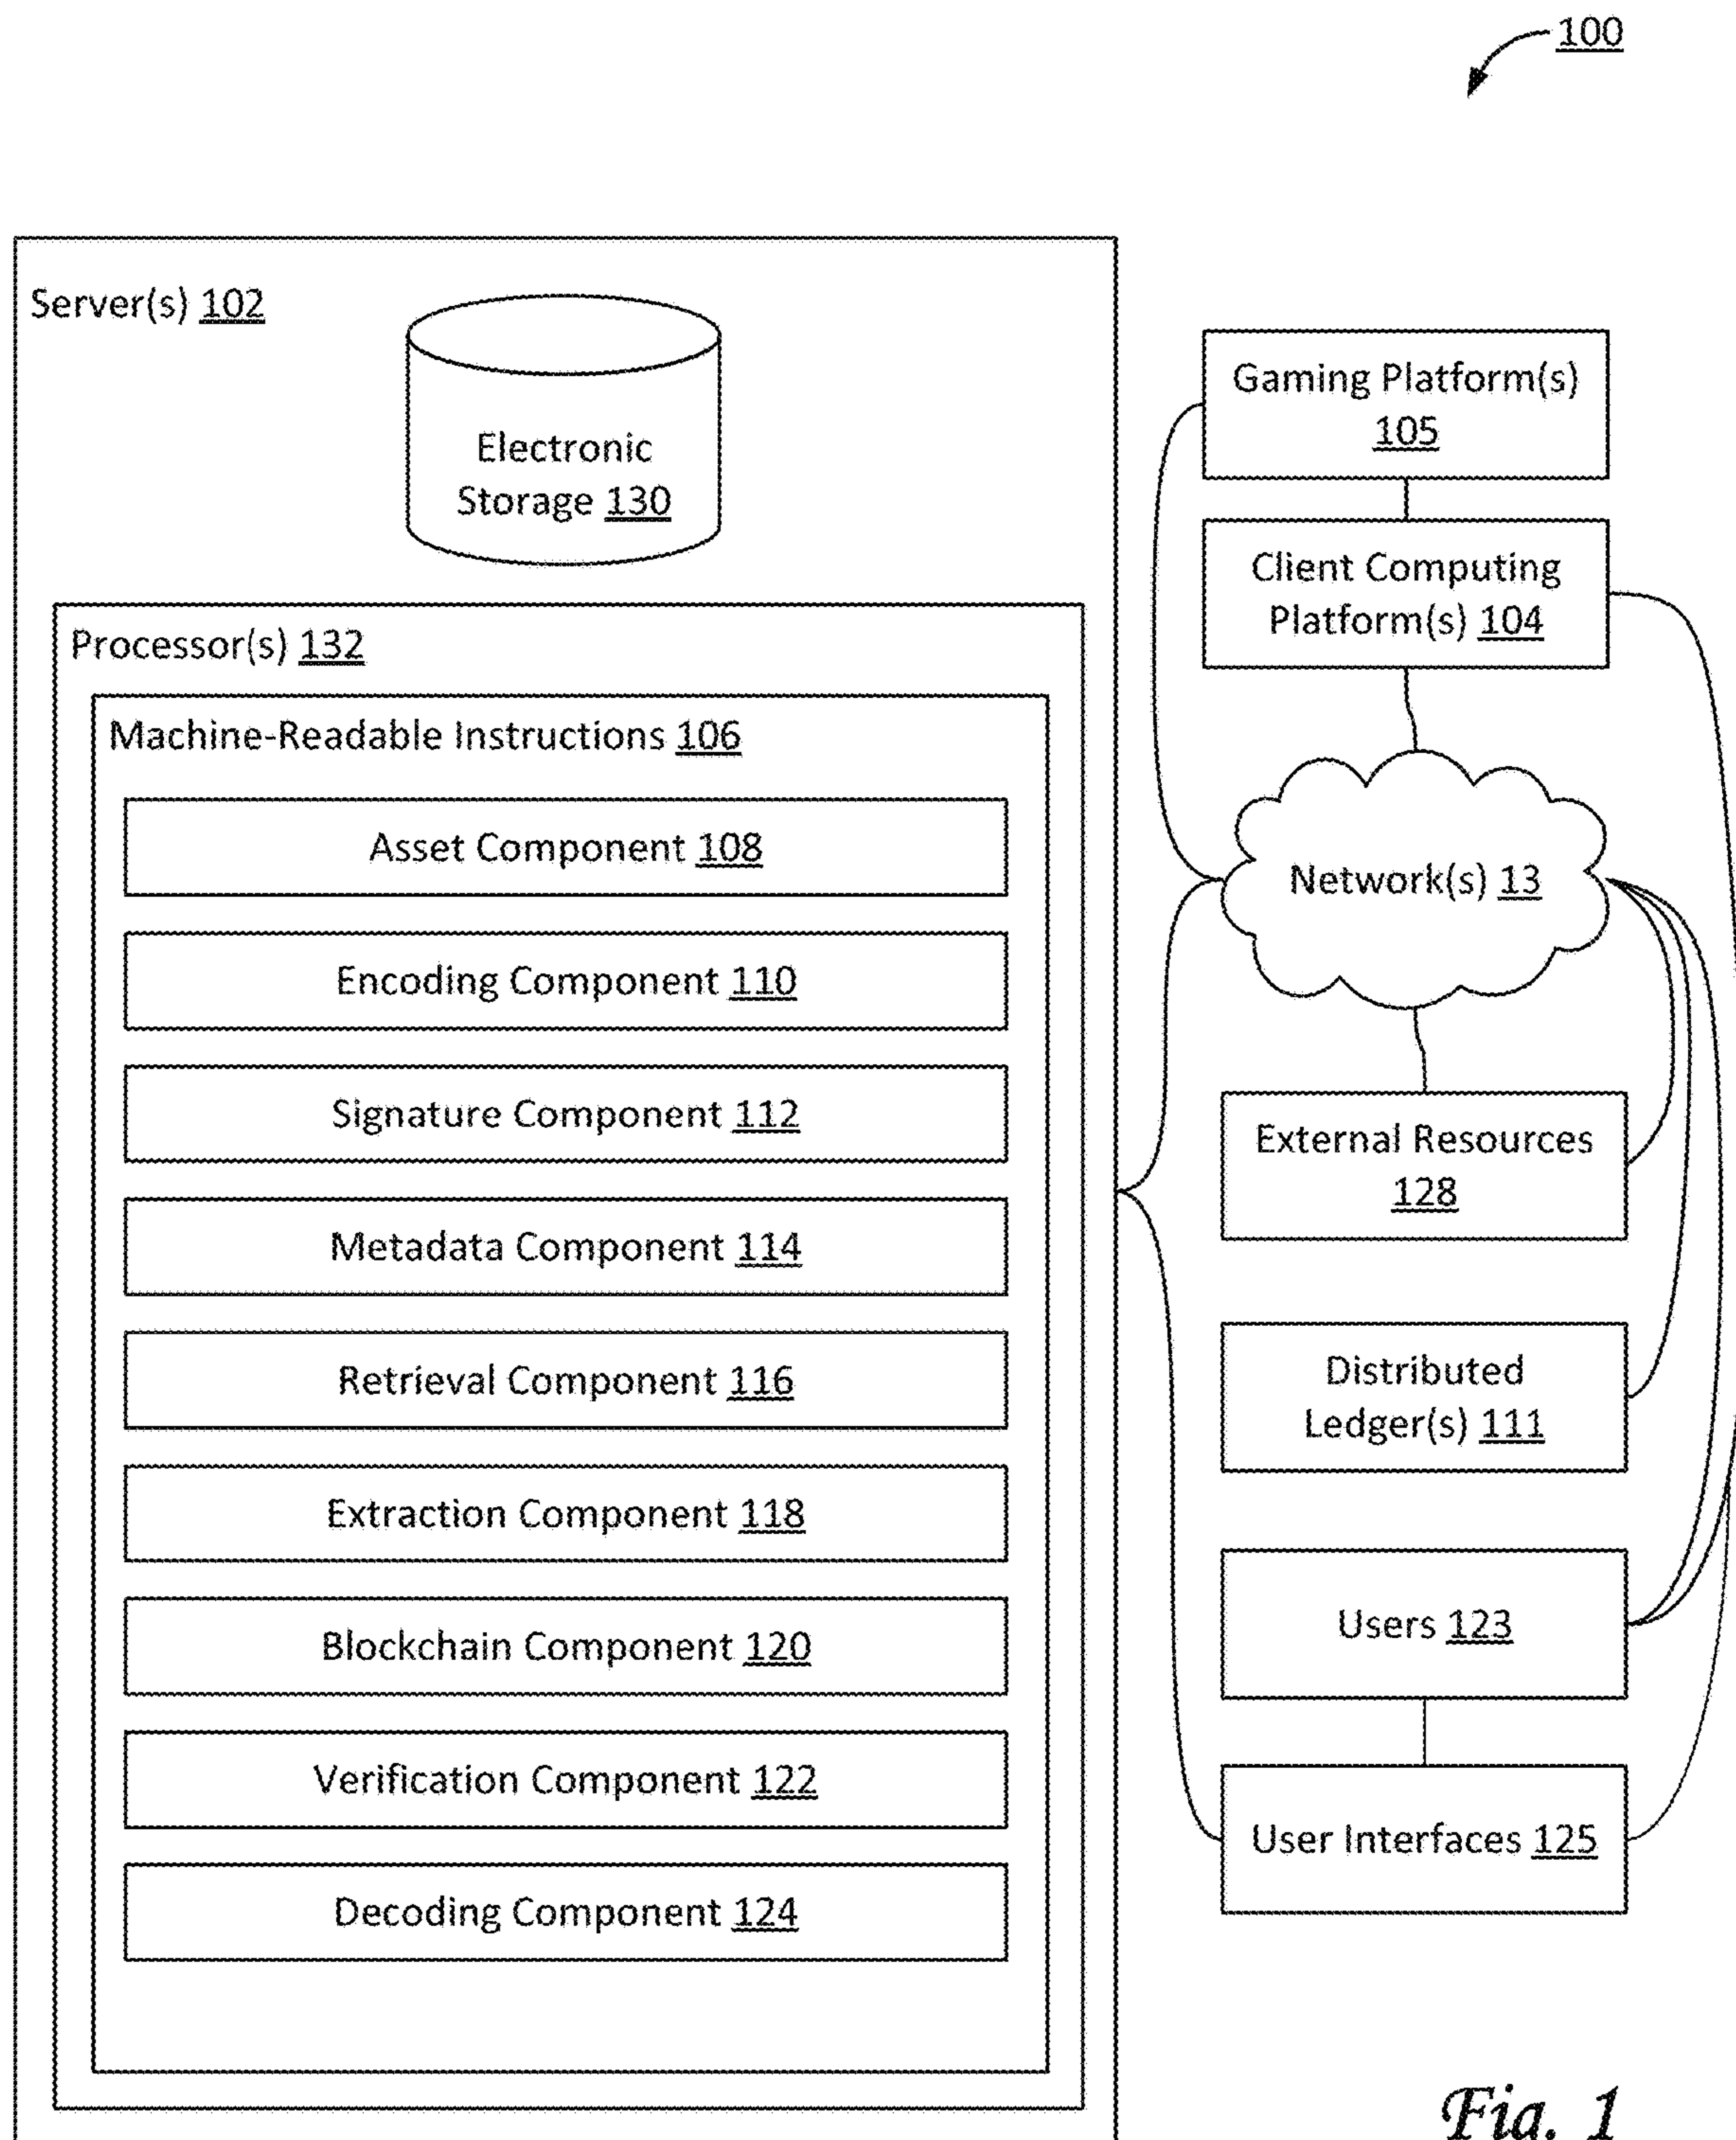 100
Server(s) 102
Electronic
Storage 130
Processor(s) 132
Machine-Readable Instructions 106
Asset Component 108
Encoding Component 110
Signature Component 112
Metadata Component 114
Retrieval Component 116
Extraction Component 118
Blockchain Component 120
Verification Component 122
Decoding Component 124
Gaming Platform(s)
105
Client Computing
Platform(s) 104
Network(s) 13
External Resources
128
Distributed
Ledger(s) 111
Users 123
User Interfaces 125
Fig. 1